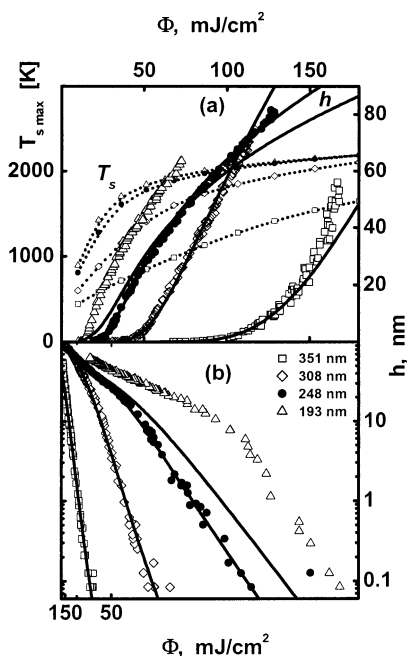 Φ, mJ/cm²
50 100 150
T_s max [K]
(a)
h
80
2000
T_s
60
40
1000
20
0
0
nm
(b)
□ 351 nm
◇ 308 nm
● 248 nm
△ 193 nm
h,
10
1
0.1
150 50
Φ, mJ/cm²